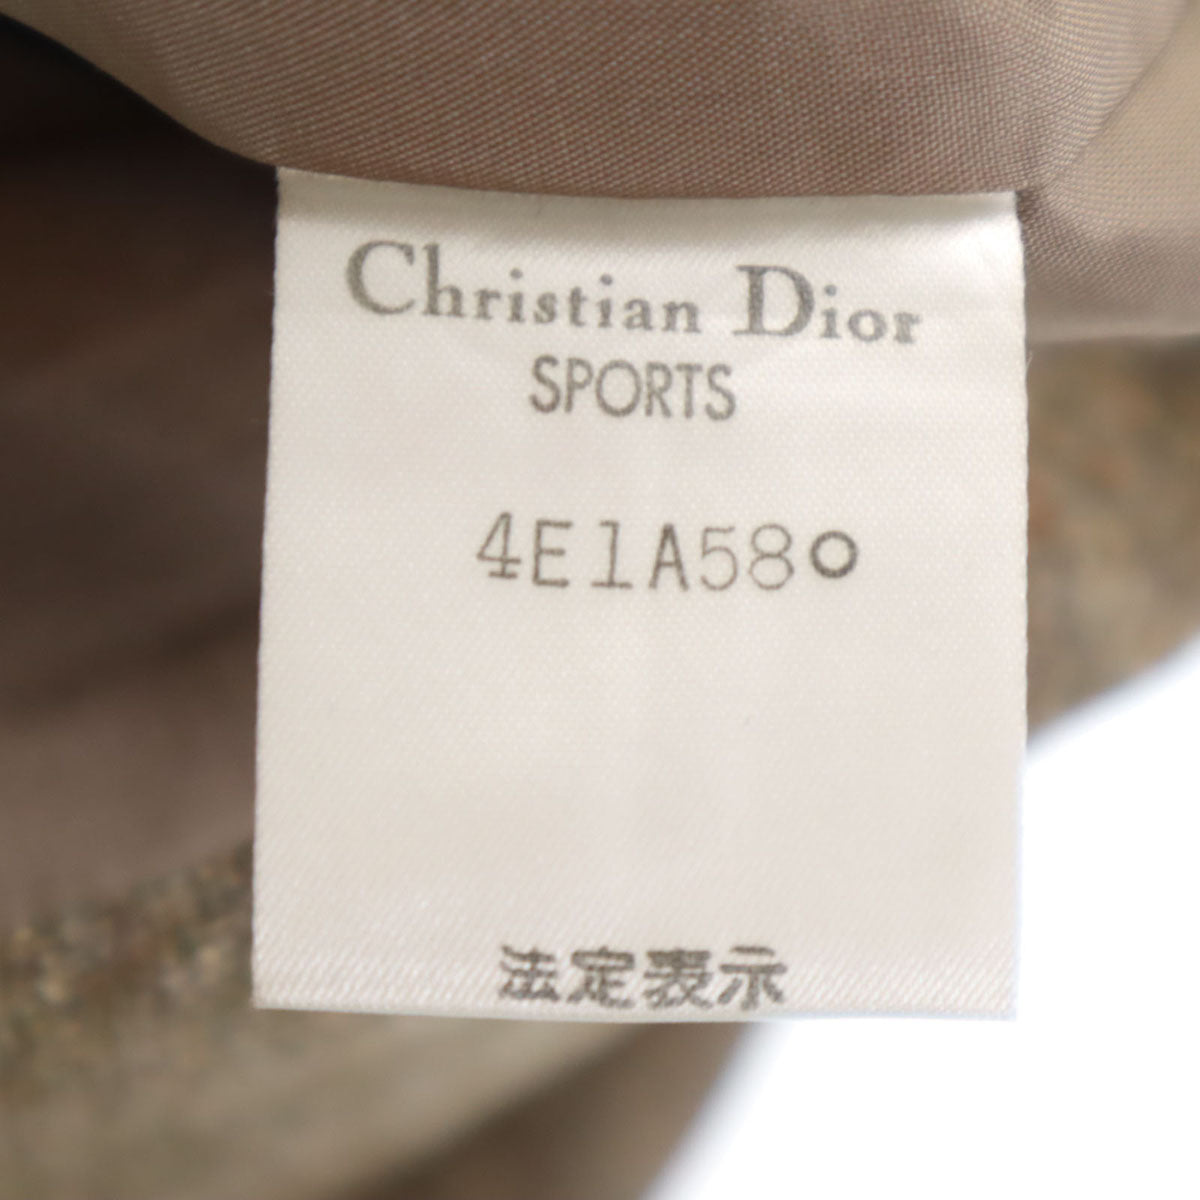 Christian Dior
SPORTS
4E1A58○
法定表示